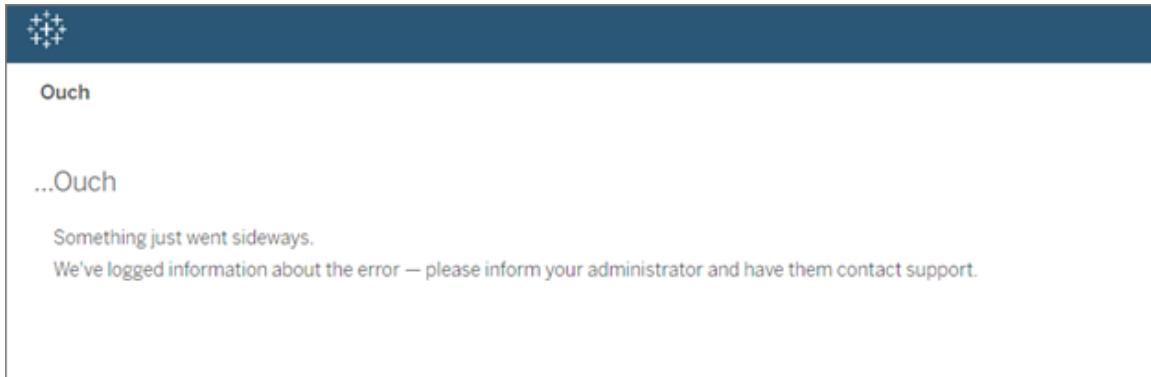 Ouch
...Ouch
Something just went sideways.
We've logged information about the error — please inform your administrator and have them contact support.